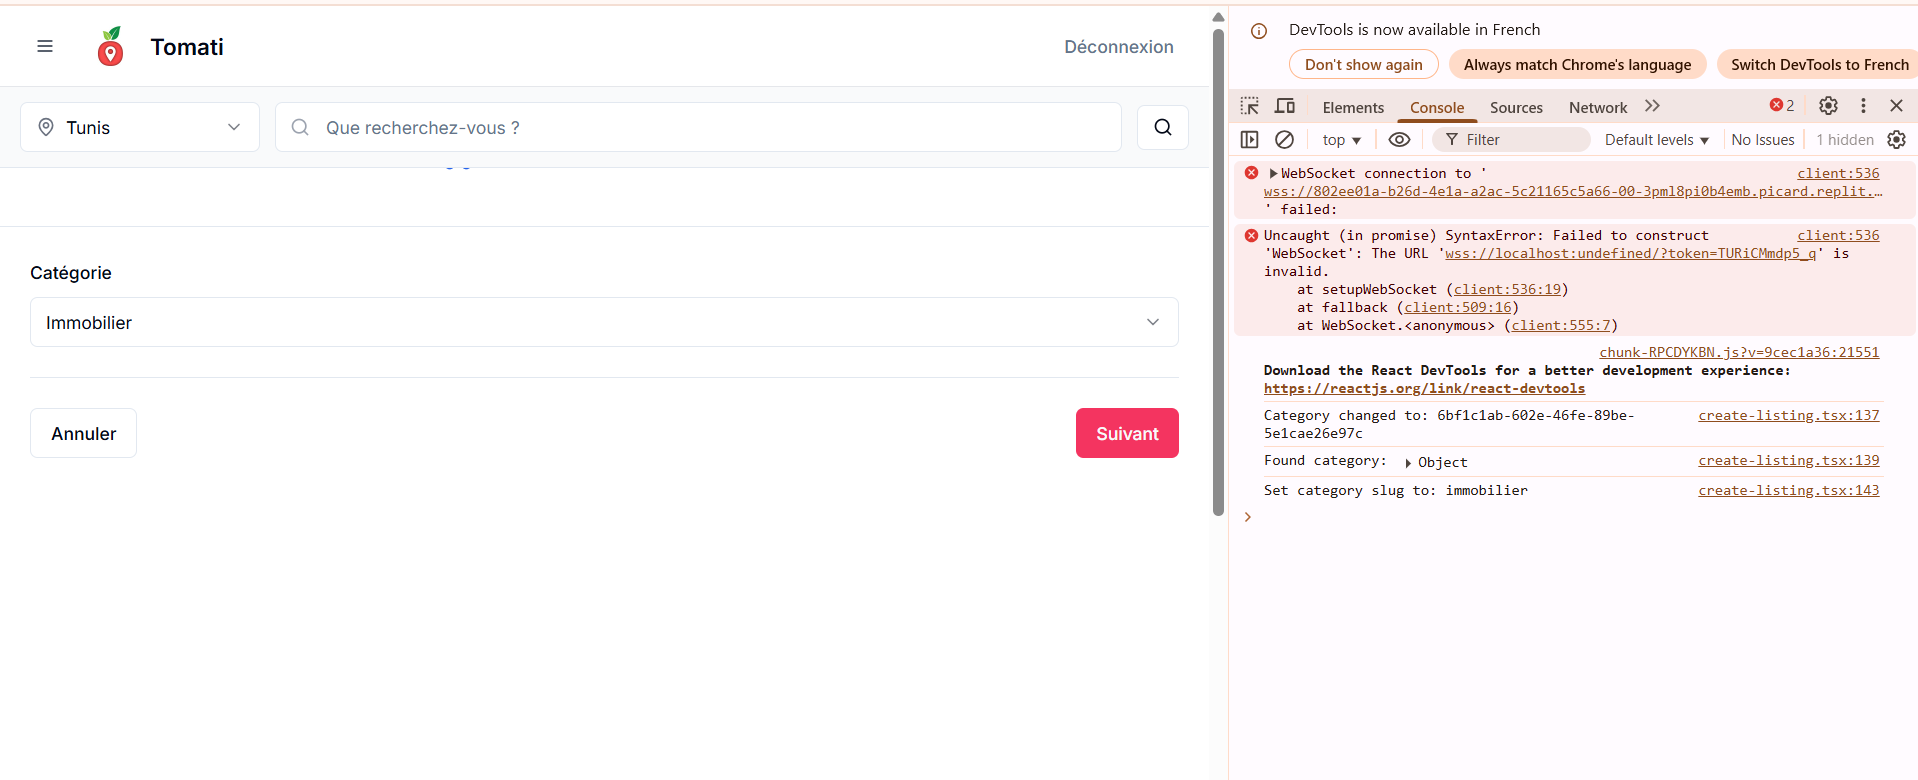 Tomati
Déconnexion
Tunis
Que recherchez-vous ?
Catégorie
Immobilier
Annuler
Suivant
DevTools is now available in French
Don't show again
Always match Chrome's language
Switch DevTools to French
Elements
Console
Sources
Network
2
top
Filter
Default levels
No Issues
1 hidden
WebSocket connection to ' client:536
wss://802ee01a-b26d-4e1a-a2ac-5c21165c5a66-00-3pml8pi0b4emb.picard.replit.…
' failed:
Uncaught (in promise) SyntaxError: Failed to construct client:536
'WebSocket': The URL 'wss://localhost:undefined/?token=TURiCMmdp5_q' is
invalid.
at setupWebSocket (client:536:19)
at fallback (client:509:16)
at WebSocket.<anonymous> (client:555:7)
chunk-RPCDYKBN.js?v=9cec1a36:21551
Download the React DevTools for a better development experience:
https://reactjs.org/link/react-devtools
Category changed to: 6bf1c1ab-602e-46fe-89be- create-listing.tsx:137
5e1cae26e97c
Found category: Object create-listing.tsx:139
Set category slug to: immobilier create-listing.tsx:143